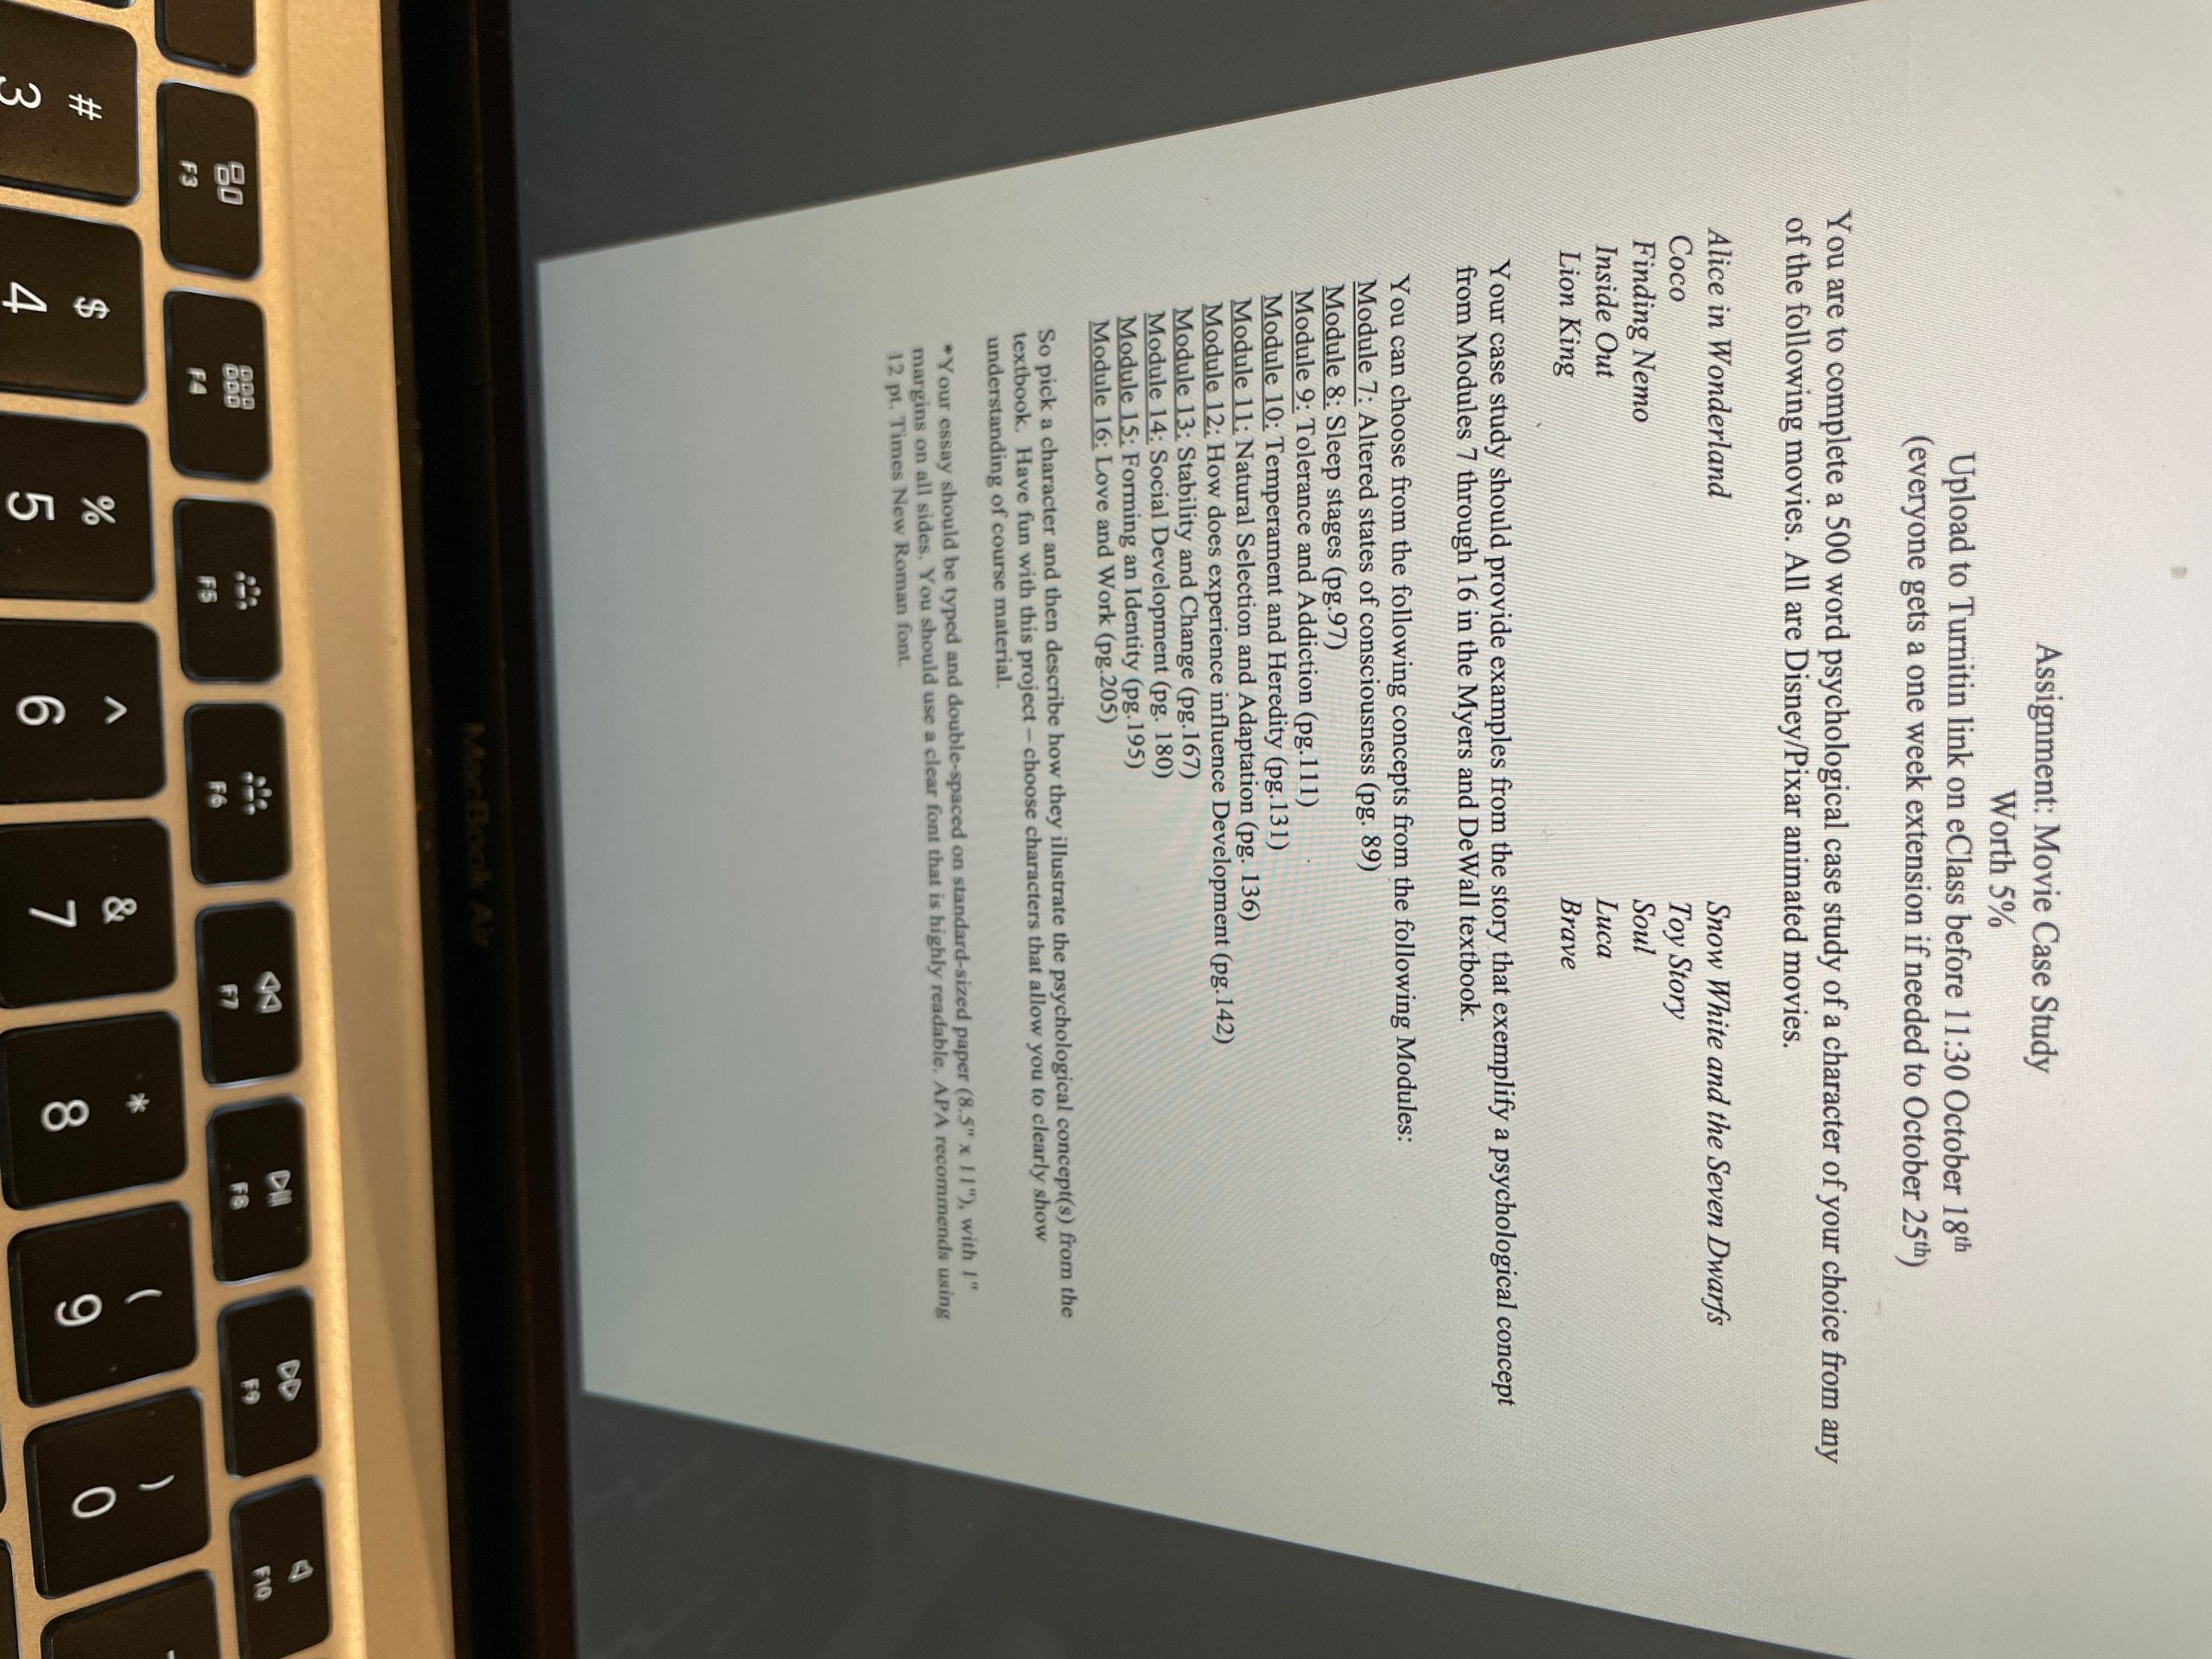 Assignment: Movie Case Study
Worth 5%
Upload to Turnitin link on eClass before 11:30 October 18th
(everyone gets a one week extension if needed to October 25th)
You are to complete a 500 word psychological case study of a character of your choice from any
of the following movies. All are Disney/Pixar animated movies.
Alice in Wonderland
Coco
Finding Nemo
Inside Out
Lion King
Snow White and the Seven Dwarfs
Toy Story
Soul
Luca
Brave
Your case study should provide examples from the story that exemplify a psychological concept
from Modules 7 through 16 in the Myers and DeWall textbook.
You can choose from the following concepts from the following Modules:
Module 7: Altered states of consciousness (pg. 89)
Module 8: Sleep stages (pg.97)
Module 9: Tolerance and Addiction (pg.111)
Module 10: Temperament and Heredity (pg.131)
Module 11: Natural Selection and Adaptation (pg. 136)
Module 12: How does experience influence Development (pg.142)
Module 13: Stability and Change (pg.167)
Module 14: Social Development (pg. 180)
Module 15: Forming an Identity (pg.195)
Module 16: Love and Work (pg.205)
So pick a character and then describe how they illustrate the psychological concept(s) from the
textbook. Have fun with this project – choose characters that allow you to clearly show
understanding of course material.
*Your essay should be typed and double-spaced on standard-sized paper (8.5" x 11"), with 1"
margins on all sides. You should use a clear font that is highly readable. APA recommends using
12 pt. Times New Roman font.
MacBook Air
F3
F4
F5
F6
F7
F8
F9
F10
# $ % ^ & * ( )
3 4 5 6 7 8 9 0